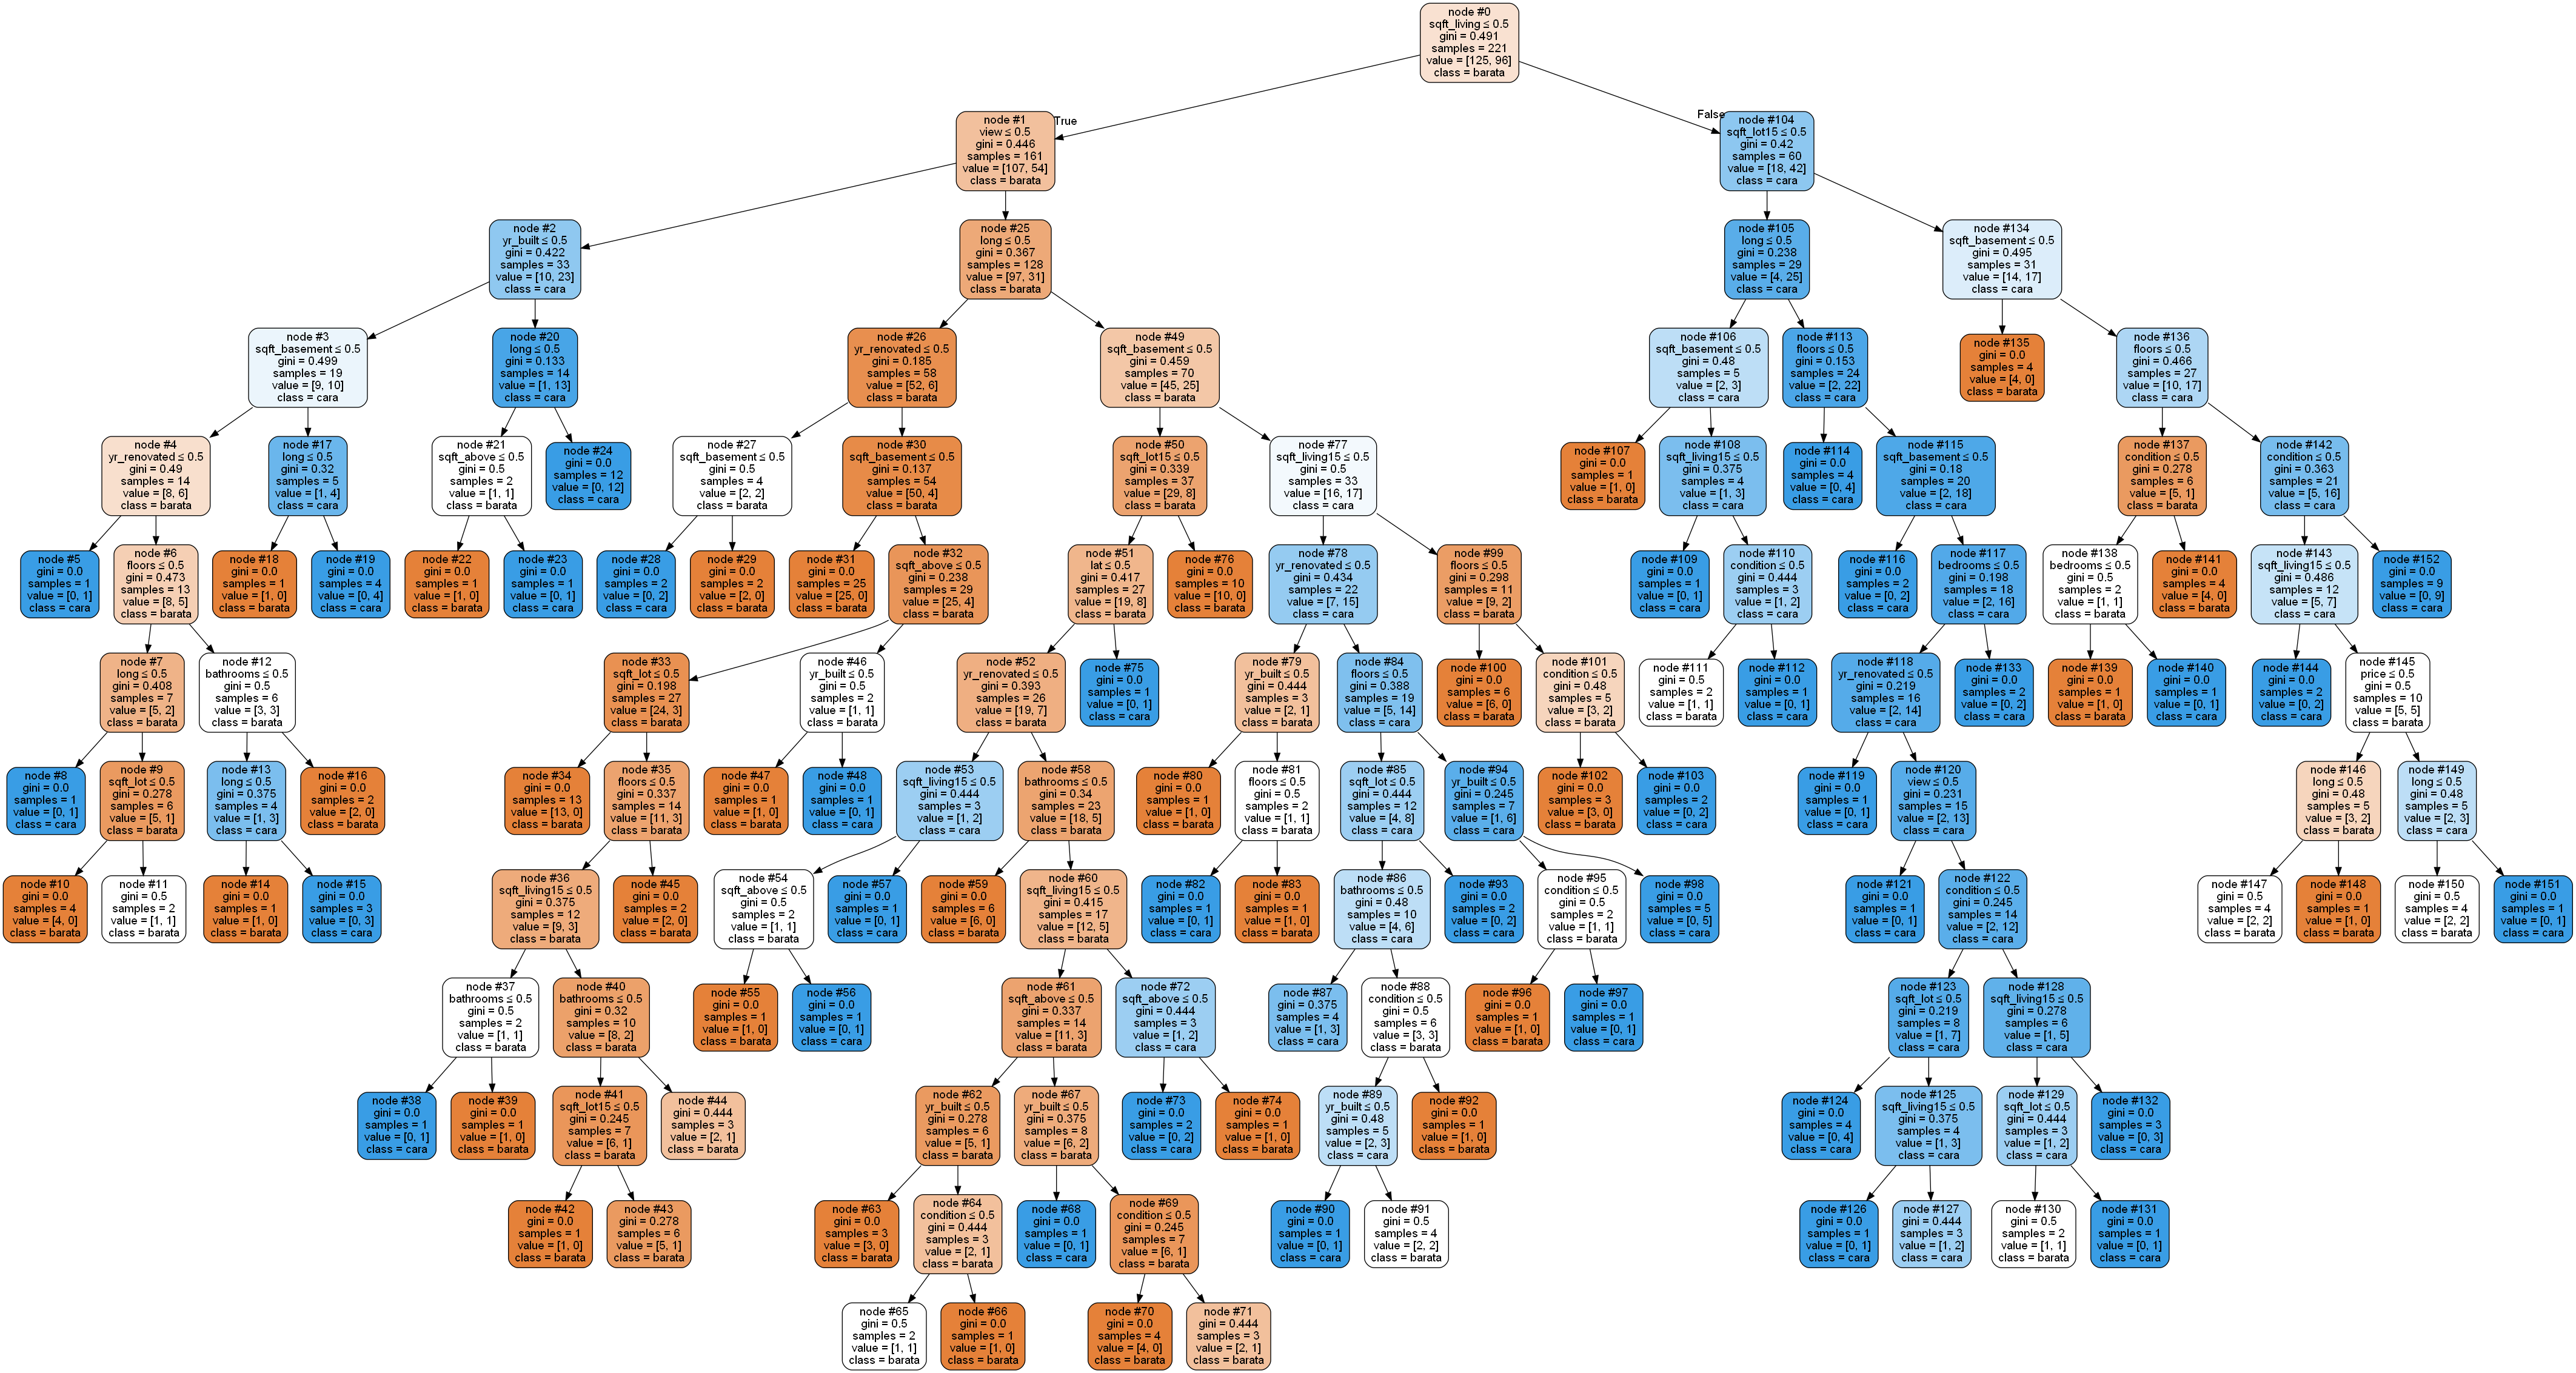 node #0
sqft_living ≤ 0.5
gini = 0.491
samples = 221
value = [125, 96]
class = barata
True
False
node #1
view ≤ 0.5
gini = 0.446
samples = 161
value = [107, 54]
class = barata
node #104
sqft_lot15 ≤ 0.5
gini = 0.42
samples = 60
value = [18, 42]
class = cara
node #2
yr_built ≤ 0.5
gini = 0.422
samples = 33
value = [10, 23]
class = cara
node #25
long ≤ 0.5
gini = 0.367
samples = 128
value = [97, 31]
class = barata
node #105
long ≤ 0.5
gini = 0.238
samples = 29
value = [4, 25]
class = cara
node #134
sqft_basement ≤ 0.5
gini = 0.495
samples = 31
value = [14, 17]
class = cara
node #3
sqft_basement ≤ 0.5
gini = 0.499
samples = 19
value = [9, 10]
class = cara
node #20
long ≤ 0.5
gini = 0.133
samples = 14
value = [1, 13]
class = cara
node #26
yr_renovated ≤ 0.5
gini = 0.185
samples = 58
value = [52, 6]
class = barata
node #49
sqft_basement ≤ 0.5
gini = 0.459
samples = 70
value = [45, 25]
class = barata
node #106
sqft_basement ≤ 0.5
gini = 0.48
samples = 5
value = [2, 3]
class = cara
node #113
floors ≤ 0.5
gini = 0.153
samples = 24
value = [2, 22]
class = cara
node #135
gini = 0.0
samples = 4
value = [4, 0]
class = barata
node #136
floors ≤ 0.5
gini = 0.466
samples = 27
value = [10, 17]
class = cara
node #4
yr_renovated ≤ 0.5
gini = 0.49
samples = 14
value = [8, 6]
class = barata
node #17
long ≤ 0.5
gini = 0.32
samples = 5
value = [1, 4]
class = cara
node #21
sqft_above ≤ 0.5
gini = 0.5
samples = 2
value = [1, 1]
class = barata
node #24
gini = 0.0
samples = 12
value = [0, 12]
class = cara
node #27
sqft_basement ≤ 0.5
gini = 0.5
samples = 4
value = [2, 2]
class = barata
node #30
sqft_basement ≤ 0.5
gini = 0.137
samples = 54
value = [50, 4]
class = barata
node #50
sqft_lot15 ≤ 0.5
gini = 0.339
samples = 37
value = [29, 8]
class = barata
node #77
sqft_living15 ≤ 0.5
gini = 0.5
samples = 33
value = [16, 17]
class = cara
node #107
gini = 0.0
samples = 1
value = [1, 0]
class = barata
node #108
sqft_living15 ≤ 0.5
gini = 0.375
samples = 4
value = [1, 3]
class = cara
node #114
gini = 0.0
samples = 4
value = [0, 4]
class = cara
node #115
sqft_basement ≤ 0.5
gini = 0.18
samples = 20
value = [2, 18]
class = cara
node #137
condition ≤ 0.5
gini = 0.278
samples = 6
value = [5, 1]
class = barata
node #142
condition ≤ 0.5
gini = 0.363
samples = 21
value = [5, 16]
class = cara
node #5
gini = 0.0
samples = 1
value = [0, 1]
class = cara
node #6
floors ≤ 0.5
gini = 0.473
samples = 13
value = [8, 5]
class = barata
node #18
gini = 0.0
samples = 1
value = [1, 0]
class = barata
node #19
gini = 0.0
samples = 4
value = [0, 4]
class = cara
node #22
gini = 0.0
samples = 1
value = [1, 0]
class = barata
node #23
gini = 0.0
samples = 1
value = [0, 1]
class = cara
node #28
gini = 0.0
samples = 2
value = [0, 2]
class = cara
node #29
gini = 0.0
samples = 2
value = [2, 0]
class = barata
node #31
gini = 0.0
samples = 25
value = [25, 0]
class = barata
node #32
sqft_above ≤ 0.5
gini = 0.238
samples = 29
value = [25, 4]
class = barata
node #51
lat ≤ 0.5
gini = 0.417
samples = 27
value = [19, 8]
class = barata
node #76
gini = 0.0
samples = 10
value = [10, 0]
class = barata
node #78
yr_renovated ≤ 0.5
gini = 0.434
samples = 22
value = [7, 15]
class = cara
node #99
floors ≤ 0.5
gini = 0.298
samples = 11
value = [9, 2]
class = barata
node #109
gini = 0.0
samples = 1
value = [0, 1]
class = cara
node #110
condition ≤ 0.5
gini = 0.444
samples = 3
value = [1, 2]
class = cara
node #116
gini = 0.0
samples = 2
value = [0, 2]
class = cara
node #117
bedrooms ≤ 0.5
gini = 0.198
samples = 18
value = [2, 16]
class = cara
node #138
bedrooms ≤ 0.5
gini = 0.5
samples = 2
value = [1, 1]
class = barata
node #141
gini = 0.0
samples = 4
value = [4, 0]
class = barata
node #143
sqft_living15 ≤ 0.5
gini = 0.486
samples = 12
value = [5, 7]
class = cara
node #152
gini = 0.0
samples = 9
value = [0, 9]
class = cara
node #7
long ≤ 0.5
gini = 0.408
samples = 7
value = [5, 2]
class = barata
node #12
bathrooms ≤ 0.5
gini = 0.5
samples = 6
value = [3, 3]
class = barata
node #33
sqft_lot ≤ 0.5
gini = 0.198
samples = 27
value = [24, 3]
class = barata
node #46
yr_built ≤ 0.5
gini = 0.5
samples = 2
value = [1, 1]
class = barata
node #52
yr_renovated ≤ 0.5
gini = 0.393
samples = 26
value = [19, 7]
class = barata
node #75
gini = 0.0
samples = 1
value = [0, 1]
class = cara
node #79
yr_built ≤ 0.5
gini = 0.444
samples = 3
value = [2, 1]
class = barata
node #84
floors ≤ 0.5
gini = 0.388
samples = 19
value = [5, 14]
class = cara
node #100
gini = 0.0
samples = 6
value = [6, 0]
class = barata
node #101
condition ≤ 0.5
gini = 0.48
samples = 5
value = [3, 2]
class = barata
node #111
gini = 0.5
samples = 2
value = [1, 1]
class = barata
node #112
gini = 0.0
samples = 1
value = [0, 1]
class = cara
node #118
yr_renovated ≤ 0.5
gini = 0.219
samples = 16
value = [2, 14]
class = cara
node #133
gini = 0.0
samples = 2
value = [0, 2]
class = cara
node #139
gini = 0.0
samples = 1
value = [1, 0]
class = barata
node #140
gini = 0.0
samples = 1
value = [0, 1]
class = cara
node #144
gini = 0.0
samples = 2
value = [0, 2]
class = cara
node #145
price ≤ 0.5
gini = 0.5
samples = 10
value = [5, 5]
class = barata
node #8
gini = 0.0
samples = 1
value = [0, 1]
class = cara
node #9
sqft_lot ≤ 0.5
gini = 0.278
samples = 6
value = [5, 1]
class = barata
node #13
long ≤ 0.5
gini = 0.375
samples = 4
value = [1, 3]
class = cara
node #16
gini = 0.0
samples = 2
value = [2, 0]
class = barata
node #34
gini = 0.0
samples = 13
value = [13, 0]
class = barata
node #35
floors ≤ 0.5
gini = 0.337
samples = 14
value = [11, 3]
class = barata
node #47
gini = 0.0
samples = 1
value = [1, 0]
class = barata
node #48
gini = 0.0
samples = 1
value = [0, 1]
class = cara
node #53
sqft_living15 ≤ 0.5
gini = 0.444
samples = 3
value = [1, 2]
class = cara
node #58
bathrooms ≤ 0.5
gini = 0.34
samples = 23
value = [18, 5]
class = barata
node #80
gini = 0.0
samples = 1
value = [1, 0]
class = barata
node #81
floors ≤ 0.5
gini = 0.5
samples = 2
value = [1, 1]
class = barata
node #85
sqft_lot ≤ 0.5
gini = 0.444
samples = 12
value = [4, 8]
class = cara
node #94
yr_built ≤ 0.5
gini = 0.245
samples = 7
value = [1, 6]
class = cara
node #102
gini = 0.0
samples = 3
value = [3, 0]
class = barata
node #103
gini = 0.0
samples = 2
value = [0, 2]
class = cara
node #119
gini = 0.0
samples = 1
value = [0, 1]
class = cara
node #120
view ≤ 0.5
gini = 0.231
samples = 15
value = [2, 13]
class = cara
node #146
long ≤ 0.5
gini = 0.48
samples = 5
value = [3, 2]
class = barata
node #149
long ≤ 0.5
gini = 0.48
samples = 5
value = [2, 3]
class = cara
node #10
gini = 0.0
samples = 4
value = [4, 0]
class = barata
node #11
gini = 0.5
samples = 2
value = [1, 1]
class = barata
node #14
gini = 0.0
samples = 1
value = [1, 0]
class = barata
node #15
gini = 0.0
samples = 3
value = [0, 3]
class = cara
node #36
sqft_living15 ≤ 0.5
gini = 0.375
samples = 12
value = [9, 3]
class = barata
node #45
gini = 0.0
samples = 2
value = [2, 0]
class = barata
node #54
sqft_above ≤ 0.5
gini = 0.5
samples = 2
value = [1, 1]
class = barata
node #57
gini = 0.0
samples = 1
value = [0, 1]
class = cara
node #59
gini = 0.0
samples = 6
value = [6, 0]
class = barata
node #60
sqft_living15 ≤ 0.5
gini = 0.415
samples = 17
value = [12, 5]
class = barata
node #82
gini = 0.0
samples = 1
value = [0, 1]
class = cara
node #83
gini = 0.0
samples = 1
value = [1, 0]
class = barata
node #86
bathrooms ≤ 0.5
gini = 0.48
samples = 10
value = [4, 6]
class = cara
node #93
gini = 0.0
samples = 2
value = [0, 2]
class = cara
node #95
condition ≤ 0.5
gini = 0.5
samples = 2
value = [1, 1]
class = barata
node #98
gini = 0.0
samples = 5
value = [0, 5]
class = cara
node #121
gini = 0.0
samples = 1
value = [0, 1]
class = cara
node #122
condition ≤ 0.5
gini = 0.245
samples = 14
value = [2, 12]
class = cara
node #147
gini = 0.5
samples = 4
value = [2, 2]
class = barata
node #148
gini = 0.0
samples = 1
value = [1, 0]
class = barata
node #150
gini = 0.5
samples = 4
value = [2, 2]
class = barata
node #151
gini = 0.0
samples = 1
value = [0, 1]
class = cara
node #37
bathrooms ≤ 0.5
gini = 0.5
samples = 2
value = [1, 1]
class = barata
node #40
bathrooms ≤ 0.5
gini = 0.32
samples = 10
value = [8, 2]
class = barata
node #55
gini = 0.0
samples = 1
value = [1, 0]
class = barata
node #56
gini = 0.0
samples = 1
value = [0, 1]
class = cara
node #61
sqft_above ≤ 0.5
gini = 0.337
samples = 14
value = [11, 3]
class = barata
node #72
sqft_above ≤ 0.5
gini = 0.444
samples = 3
value = [1, 2]
class = cara
node #87
gini = 0.375
samples = 4
value = [1, 3]
class = cara
node #88
condition ≤ 0.5
gini = 0.5
samples = 6
value = [3, 3]
class = barata
node #96
gini = 0.0
samples = 1
value = [1, 0]
class = barata
node #97
gini = 0.0
samples = 1
value = [0, 1]
class = cara
node #123
sqft_lot ≤ 0.5
gini = 0.219
samples = 8
value = [1, 7]
class = cara
node #128
sqft_living15 ≤ 0.5
gini = 0.278
samples = 6
value = [1, 5]
class = cara
node #38
gini = 0.0
samples = 1
value = [0, 1]
class = cara
node #39
gini = 0.0
samples = 1
value = [1, 0]
class = barata
node #41
sqft_lot15 ≤ 0.5
gini = 0.245
samples = 7
value = [6, 1]
class = barata
node #44
gini = 0.444
samples = 3
value = [2, 1]
class = barata
node #62
yr_built ≤ 0.5
gini = 0.278
samples = 6
value = [5, 1]
class = barata
node #67
yr_built ≤ 0.5
gini = 0.375
samples = 8
value = [6, 2]
class = barata
node #73
gini = 0.0
samples = 2
value = [0, 2]
class = cara
node #74
gini = 0.0
samples = 1
value = [1, 0]
class = barata
node #89
yr_built ≤ 0.5
gini = 0.48
samples = 5
value = [2, 3]
class = cara
node #92
gini = 0.0
samples = 1
value = [1, 0]
class = barata
node #124
gini = 0.0
samples = 4
value = [0, 4]
class = cara
node #125
sqft_living15 ≤ 0.5
gini = 0.375
samples = 4
value = [1, 3]
class = cara
node #129
sqft_lot ≤ 0.5
gini = 0.444
samples = 3
value = [1, 2]
class = cara
node #132
gini = 0.0
samples = 3
value = [0, 3]
class = cara
node #42
gini = 0.0
samples = 1
value = [1, 0]
class = barata
node #43
gini = 0.278
samples = 6
value = [5, 1]
class = barata
node #63
gini = 0.0
samples = 3
value = [3, 0]
class = barata
node #64
condition ≤ 0.5
gini = 0.444
samples = 3
value = [2, 1]
class = barata
node #68
gini = 0.0
samples = 1
value = [0, 1]
class = cara
node #69
condition ≤ 0.5
gini = 0.245
samples = 7
value = [6, 1]
class = barata
node #90
gini = 0.0
samples = 1
value = [0, 1]
class = cara
node #91
gini = 0.5
samples = 4
value = [2, 2]
class = barata
node #126
gini = 0.0
samples = 1
value = [0, 1]
class = cara
node #127
gini = 0.444
samples = 3
value = [1, 2]
class = cara
node #130
gini = 0.5
samples = 2
value = [1, 1]
class = barata
node #131
gini = 0.0
samples = 1
value = [0, 1]
class = cara
node #65
gini = 0.5
samples = 2
value = [1, 1]
class = barata
node #66
gini = 0.0
samples = 1
value = [1, 0]
class = barata
node #70
gini = 0.0
samples = 4
value = [4, 0]
class = barata
node #71
gini = 0.444
samples = 3
value = [2, 1]
class = barata